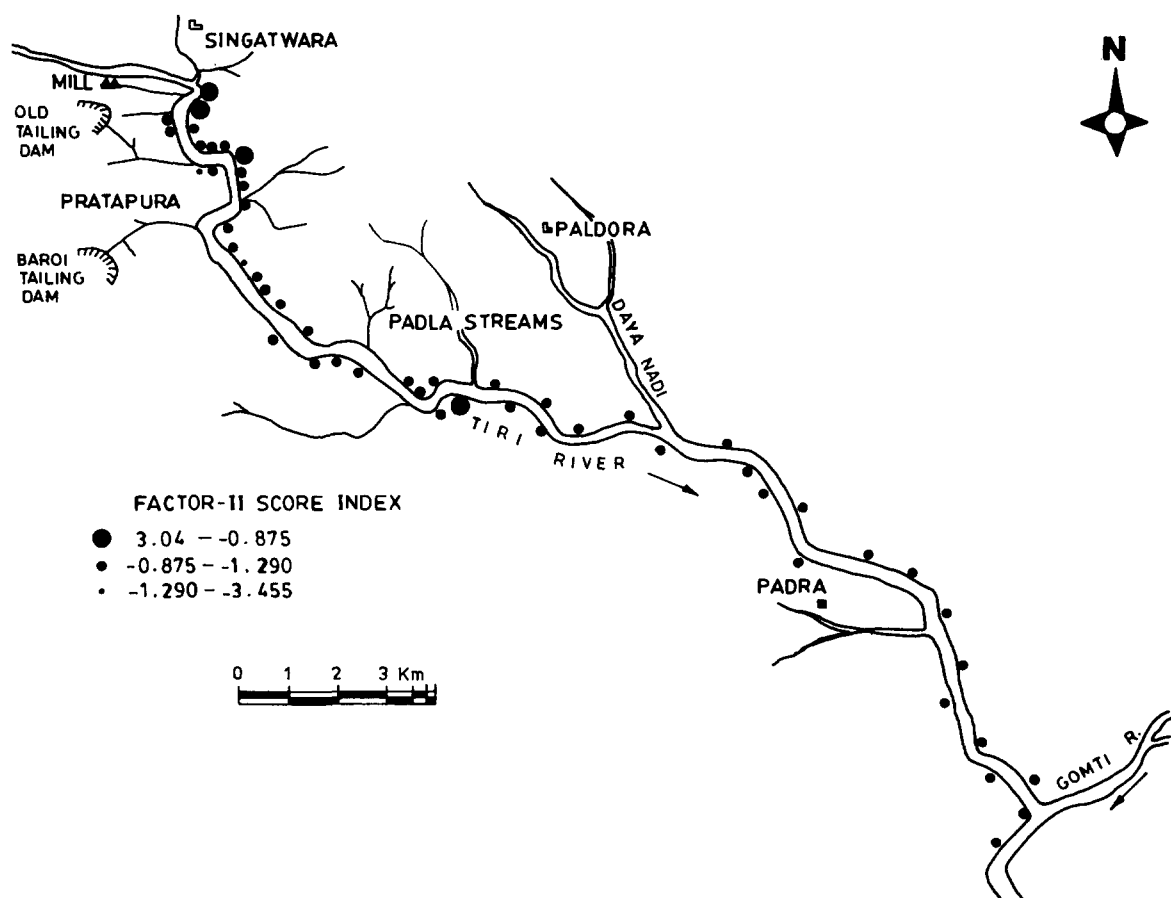 SINGATWARA
N
MILL
OLD
TAILING
DAM
PRATAPURA
BAROI
TAILING
DAM
PALDORA
PADLA STREAMS
DAYA NADI
TIRI RIVER
FACTOR-II SCORE INDEX
3.04 – -0.875
-0.875 – -1.290
-1.290 – -3.455
PADRA
0 1 2 3 Km
GOMTI R.